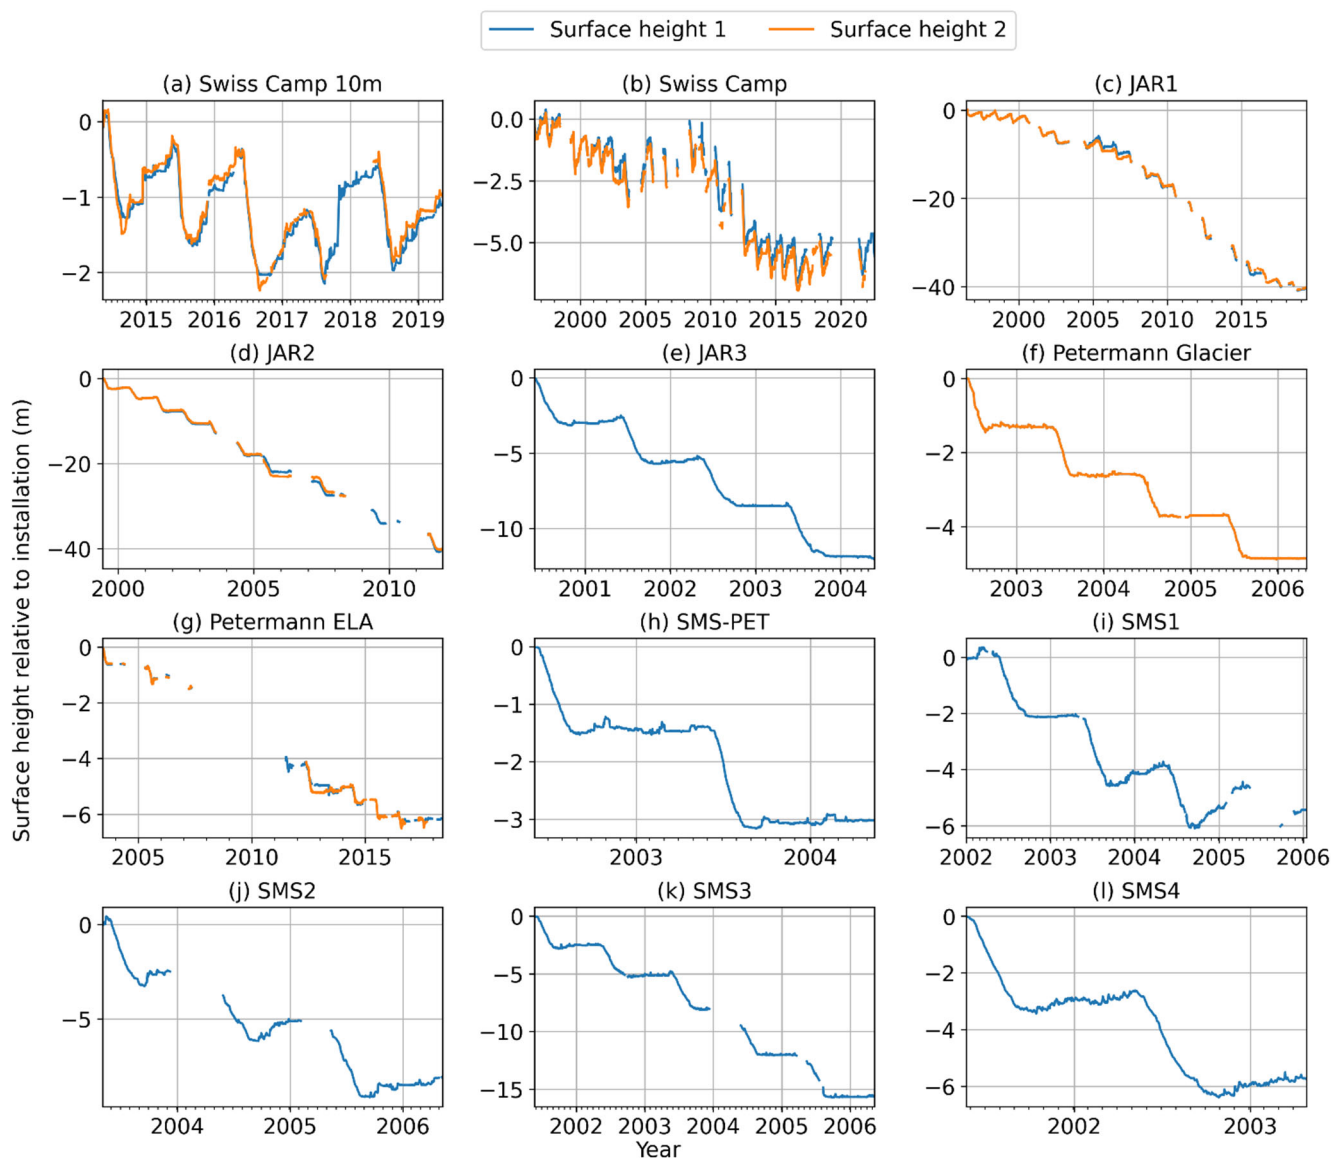 Surface height 1 Surface height 2
(a) Swiss Camp 10m (b) Swiss Camp (c) JAR1
0 0.0 0
−1 −2.5 −20
−2 −5.0 −40
2015 2016 2017 2018 2019 2000 2005 2010 2015 2020 2000 2005 2010 2015
(d) JAR2 (e) JAR3 (f) Petermann Glacier
0 0 0
−20 −5 −2
−40 −10 −4
2000 2005 2010 2001 2002 2003 2004 2003 2004 2005 2006
Surface height relative to installation (m)
(g) Petermann ELA (h) SMS-PET (i) SMS1
0 0 0
−2 −1 −2
−4 −2 −4
−6 −3 −6
2005 2010 2015 2003 2004 2002 2003 2004 2005 2006
(j) SMS2 (k) SMS3 (l) SMS4
0 0 0
−5 −5 −2
−10 −4
−15 −6
2004 2005 2006 2002 2003 2004 2005 2006 2002 2003
Year